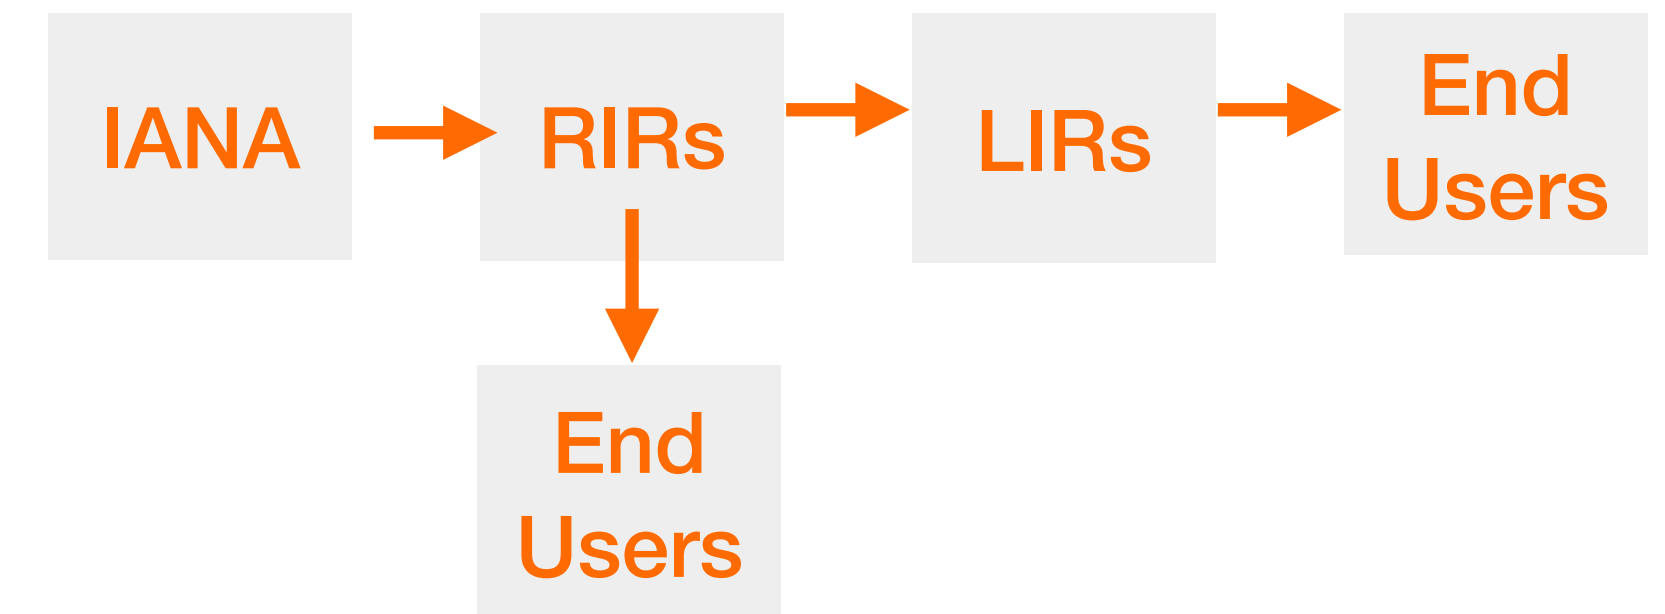 IANA
RIRs
LIRs
End
Users
End
Users